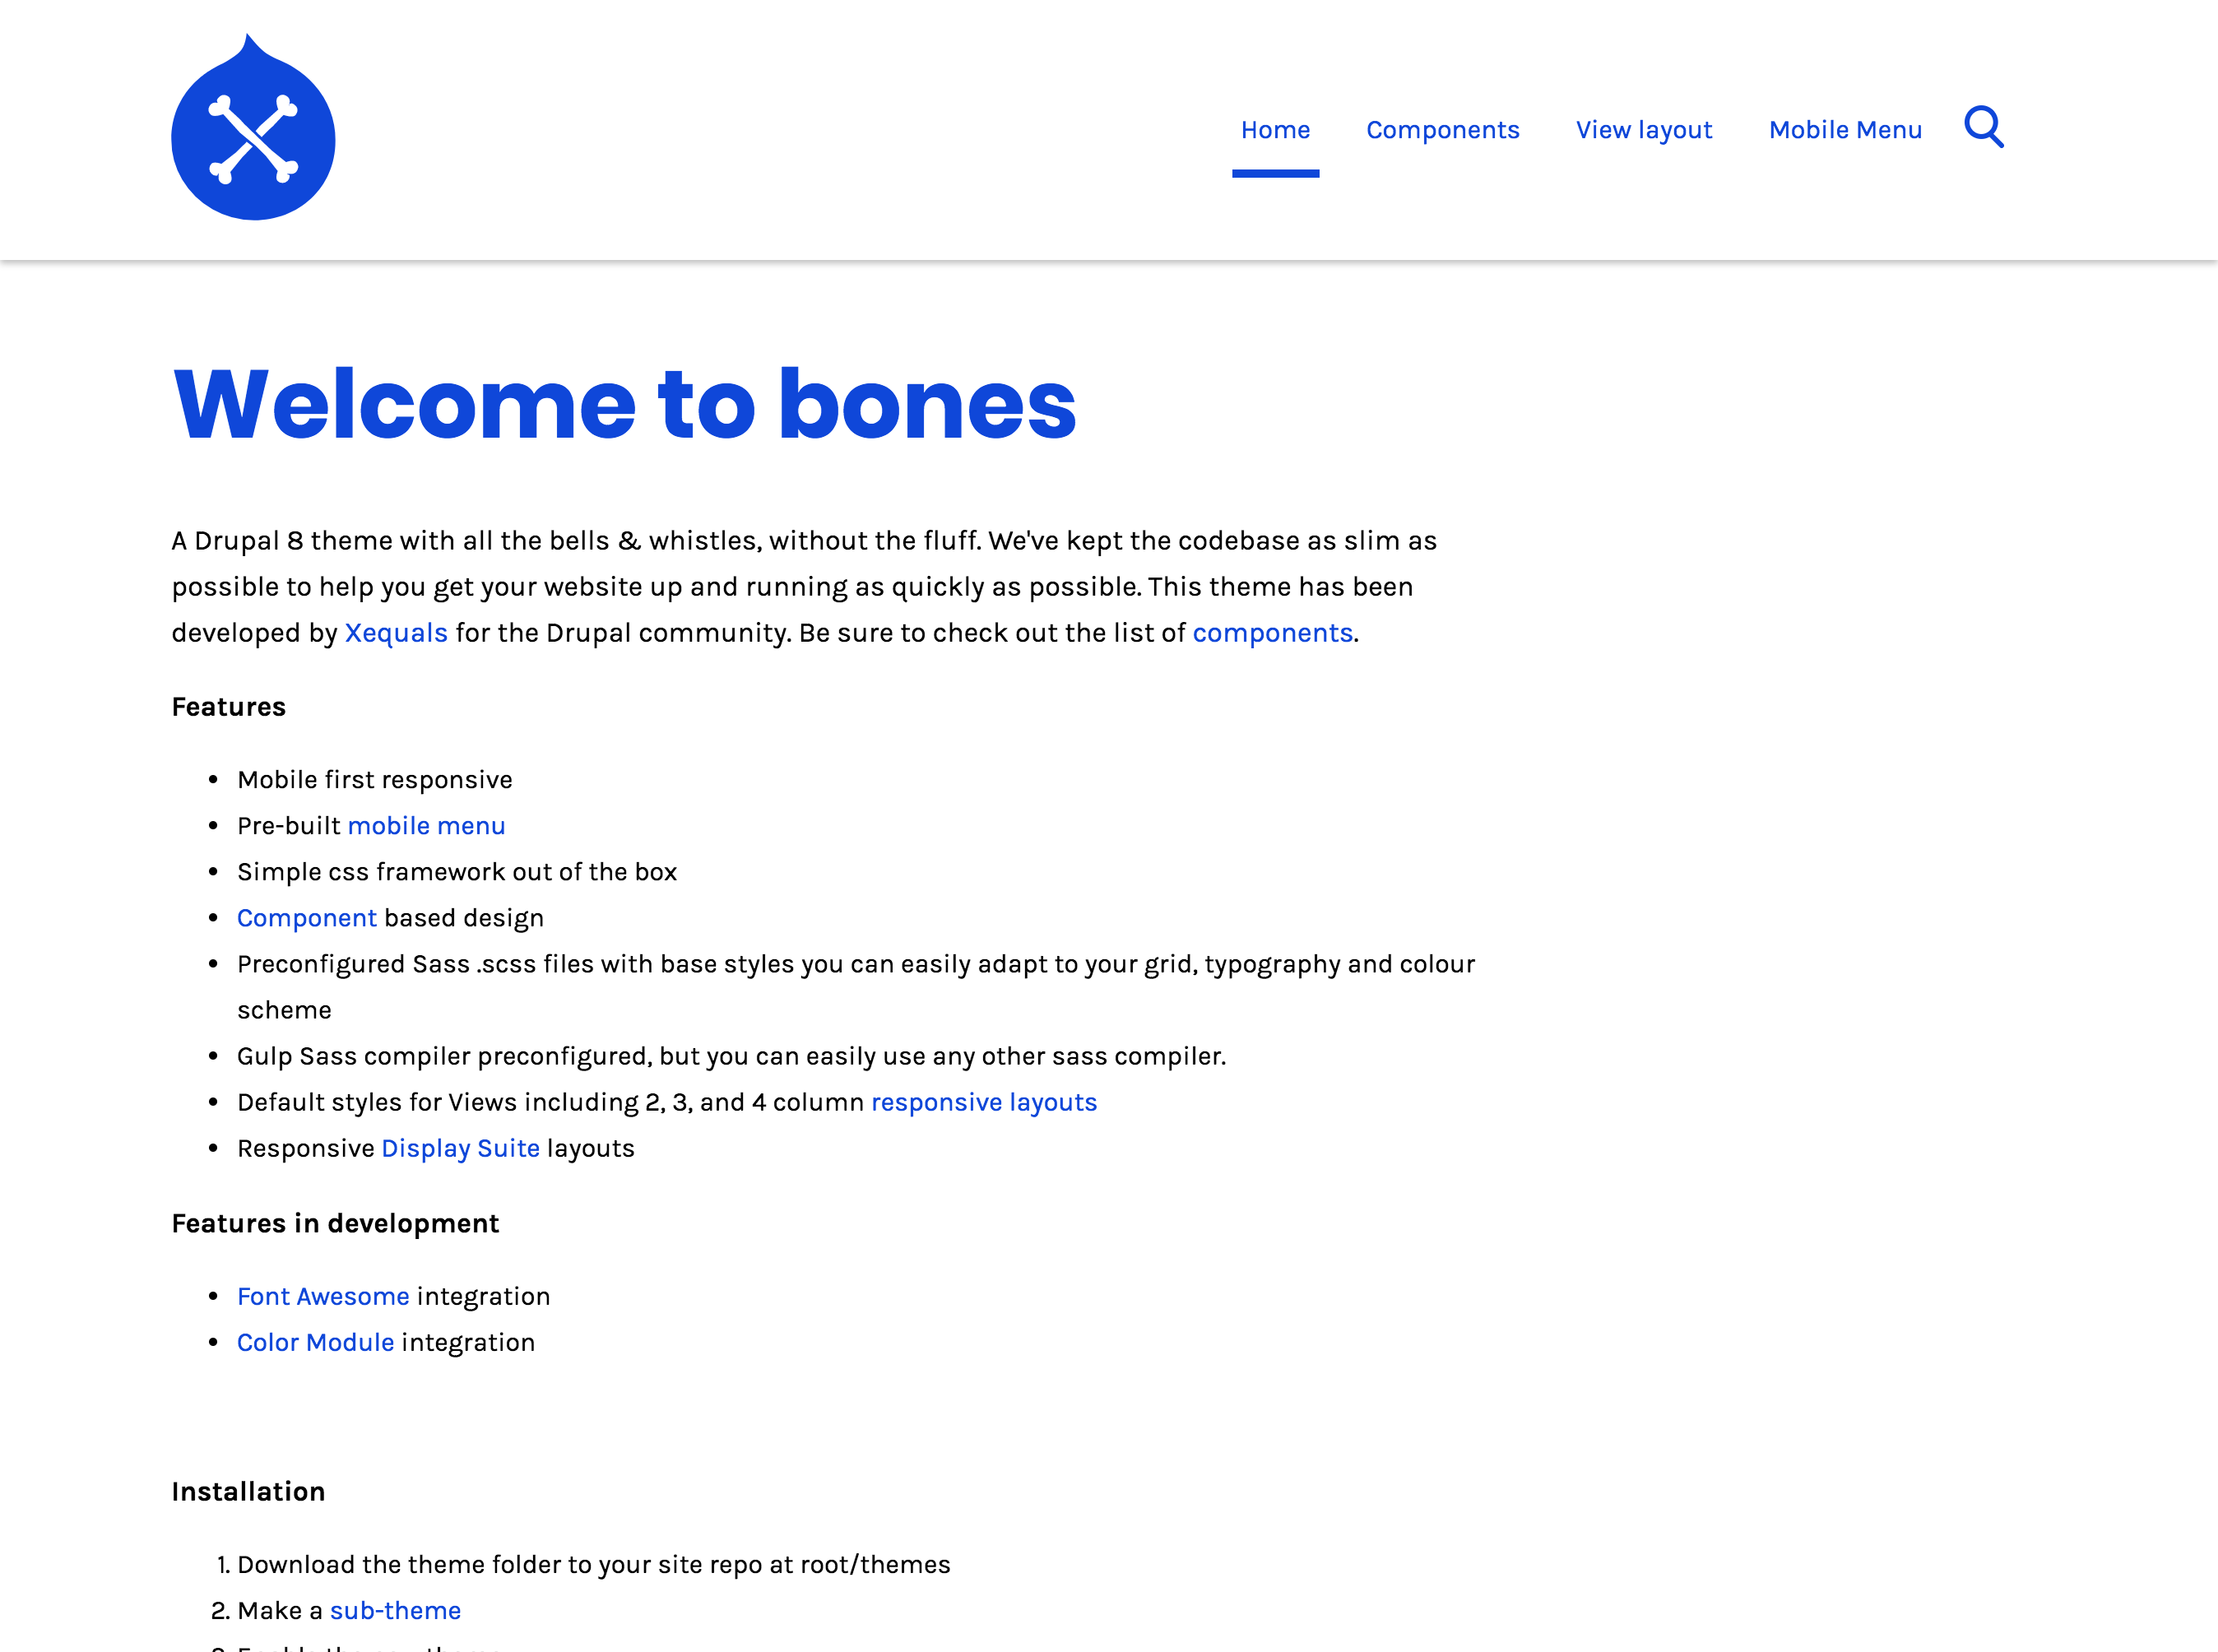 Home Components View layout Mobile Menu
Welcome to bones
A Drupal 8 theme with all the bells & whistles, without the fluff. We've kept the codebase as slim as
possible to help you get your website up and running as quickly as possible. This theme has been
developed by Xequals for the Drupal community. Be sure to check out the list of components.
Features
• Mobile first responsive
• Pre-built mobile menu
• Simple css framework out of the box
• Component based design
• Preconfigured Sass .scss files with base styles you can easily adapt to your grid, typography and colour
scheme
• Gulp Sass compiler preconfigured, but you can easily use any other sass compiler.
• Default styles for Views including 2, 3, and 4 column responsive layouts
• Responsive Display Suite layouts
Features in development
• Font Awesome integration
• Color Module integration
Installation
1. Download the theme folder to your site repo at root/themes
2. Make a sub-theme